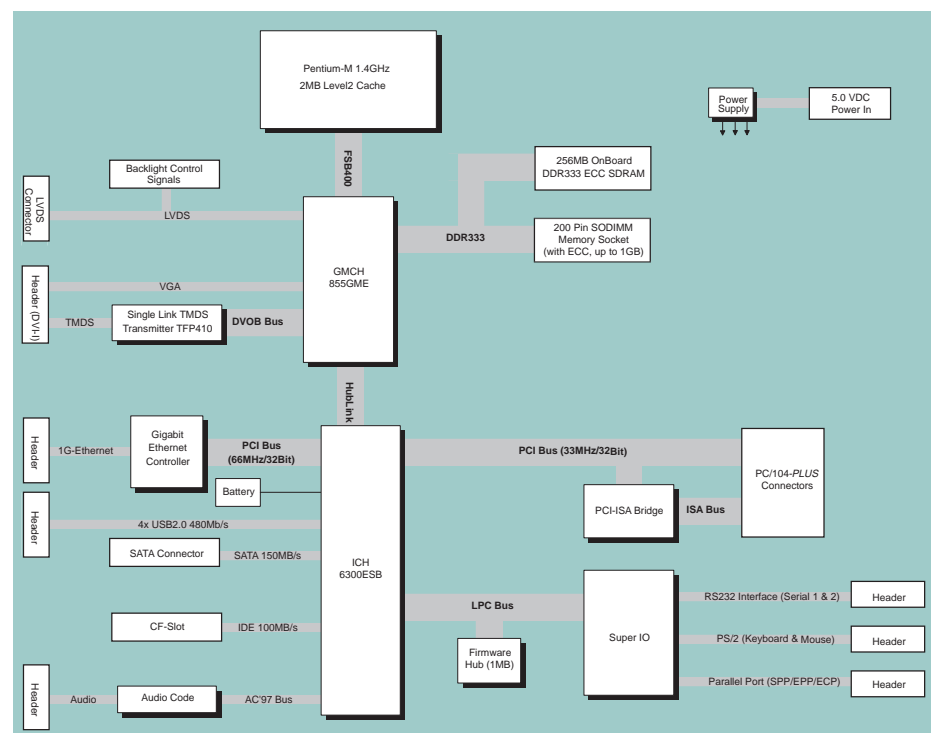 Pentium-M 1.4GHz
2MB Level2 Cache
Power
Supply
5.0 VDC
Power In
FSB400
256MB OnBoard
DDR333 ECC SDRAM
Backlight Control
Signals
LVDS
Connector
LVDS
DDR333
200 Pin SODIMM
Memory Socket
(with ECC, up to 1GB)
GMCH
855GME
Header (DVI-I)
VGA
TMDS
Single Link TMDS
Transmitter TFP410
DVOB Bus
HubLink
Header
1G-Ethernet
Gigabit
Ethernet
Controller
PCI Bus
(66MHz/32Bit)
PCI Bus (33MHz/32Bit)
PC/104-PLUS
Connectors
Battery
PCI-ISA Bridge
ISA Bus
Header
4x USB2.0 480Mb/s
SATA Connector
SATA 150MB/s
ICH
6300ESB
LPC Bus
Super IO
RS232 Interface (Serial 1 & 2)
Header
CF-Slot
IDE 100MB/s
Firmware
Hub (1MB)
PS/2 (Keyboard & Mouse)
Header
Parallel Port (SPP/EPP/ECP)
Header
Header
Audio
Audio Code
AC'97 Bus